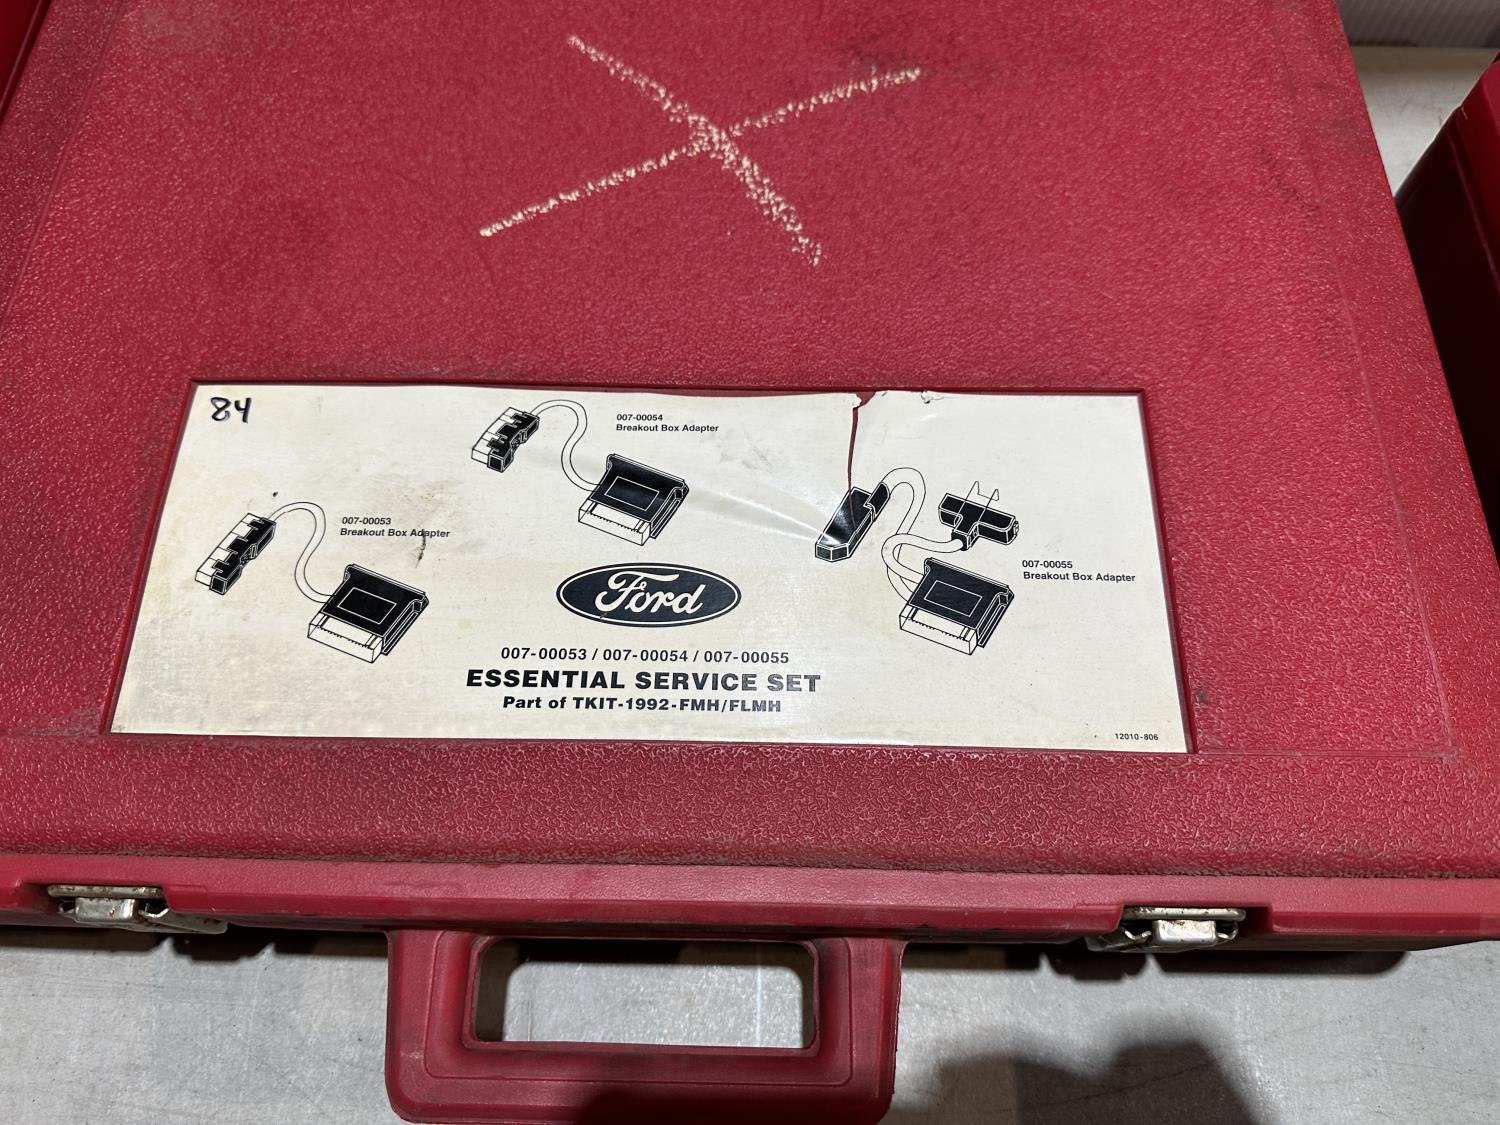 84
007-00054
Breakout Box Adapter
007-00053
Breakout Box Adapter
007-00055
Breakout Box Adapter
Ford
007-00053 / 007-00054 / 007-00055
ESSENTIAL SERVICE SET
Part of TKIT-1992-FMH/FLMH
12010-806